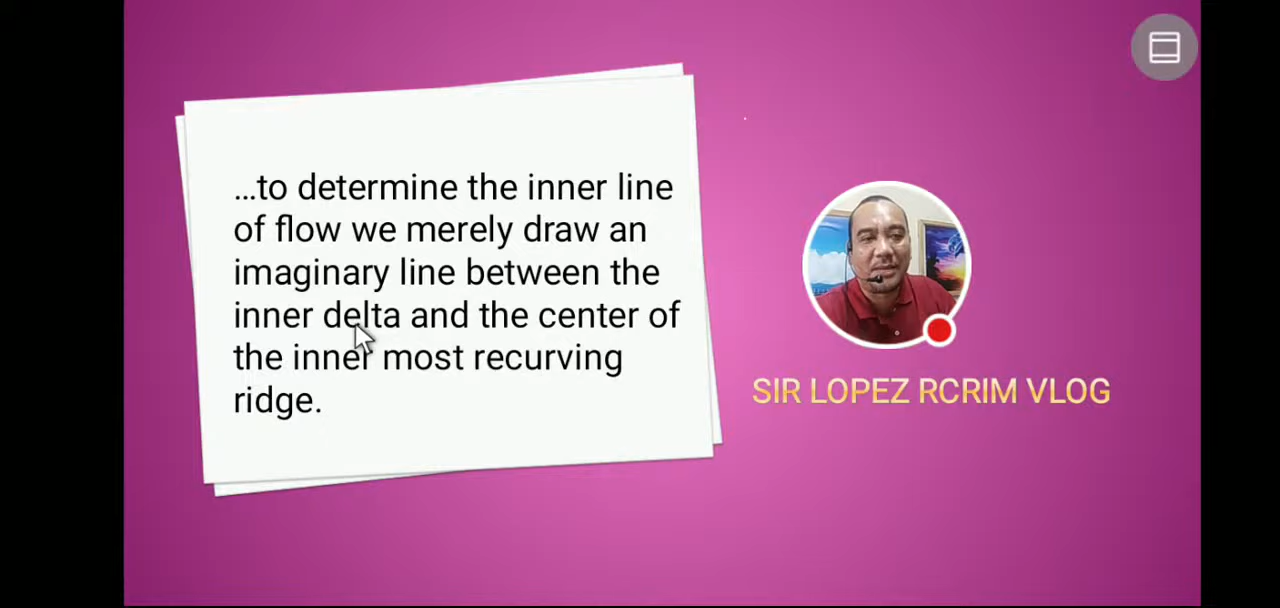 ...to determine the inner line
of flow we merely draw an
imaginary line between the
inner delta and the center of
the inner most recurving
ridge.
SIR LOPEZ RCRIM VLOG